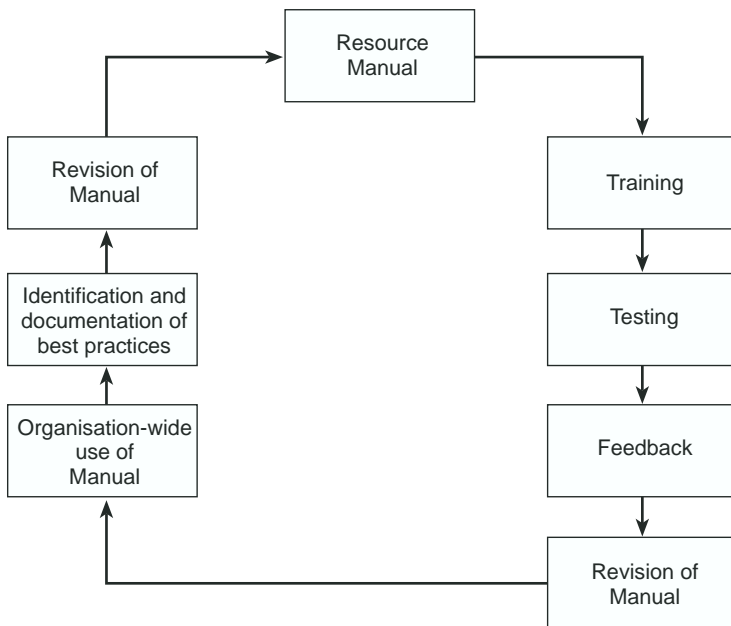 Resource
Manual
Training
Testing
Feedback
Revision of
Manual
Organisation-wide
use of
Manual
Identification and
documentation of
best practices
Revision of
Manual